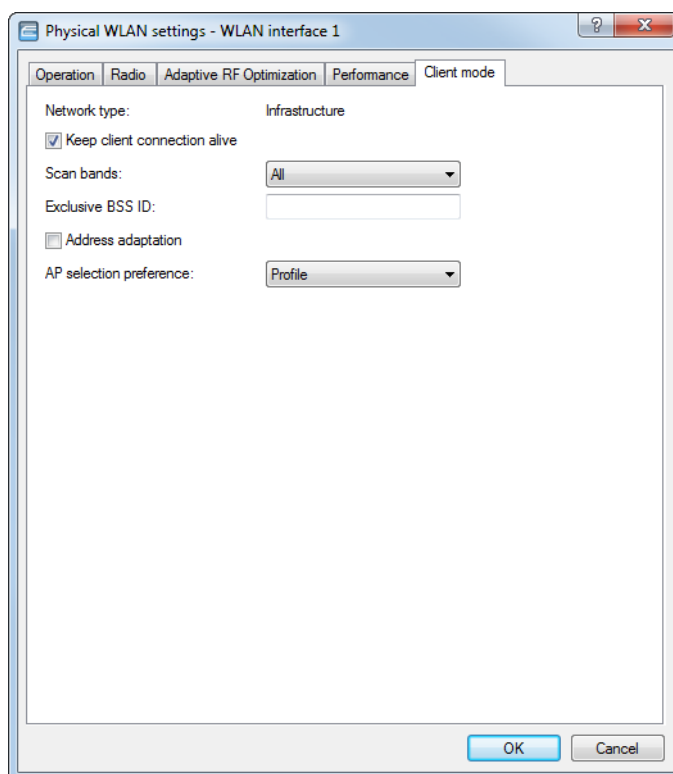 Physical WLAN settings - WLAN interface 1
? X
Operation Radio Adaptive RF Optimization Performance Client mode
Network type: Infrastructure
Keep client connection alive
Scan bands: All
Exclusive BSS ID:
Address adaptation
AP selection preference: Profile
OK Cancel